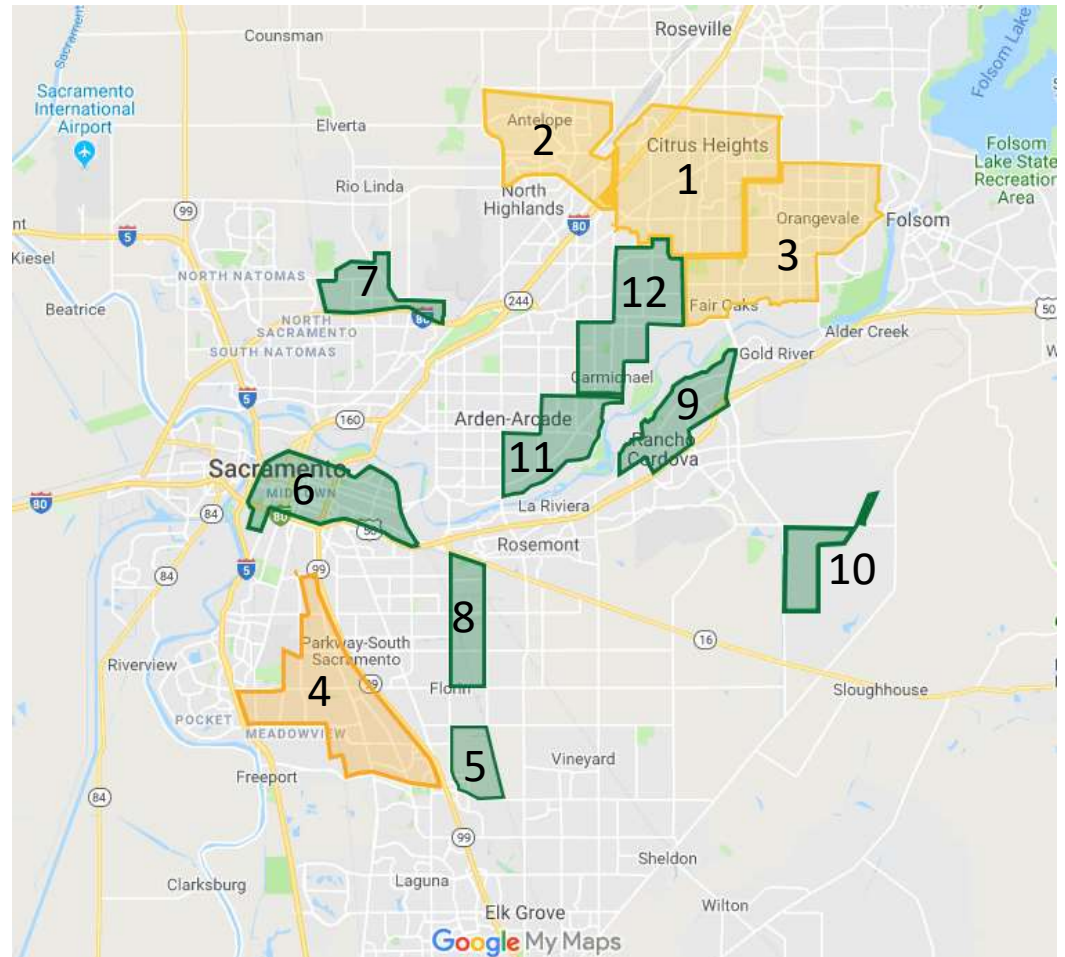 Roseville
Counsman
Sacrament
Folsom Lake
Sacramento
International
Airport
Antelope
2
Elverta
Citrus Heights
1
Folsom
Lake State
Recreation
Area
Rio Linda
North
Highlands
99
80
Orangevale
Folsom
nt
5
Kiesel
3
NORTH NATOMAS
7
12
244
Fair Oaks
50
Beatrice
80
NORTH
SACRAMENTO
SOUTH NATOMAS
Alder Creek
Gold River
W
Carmichael
5
9
160
Arden-Arcade
Rancho
Cordova
11
Sacramento
6
MIDTOWN
80
84
80
50
La Riviera
Rosemont
10
99
5
84
8
16
Parkway-South
Sacramento
Riverview
99
4
Florin
Sloughhouse
POCKET
MEADOWVIEW
5
Vineyard
Freeport
84
99
Sheldon
Clarksburg
Laguna
Wilton
Elk Grove
Google My Maps